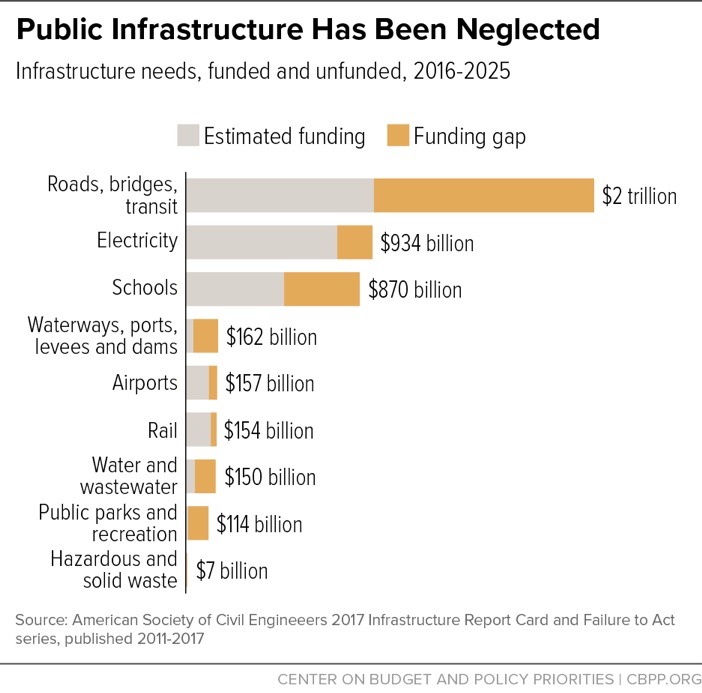 Public Infrastructure Has Been Neglected
Infrastructure needs, funded and unfunded, 2016-2025
Estimated funding
Funding gap
Roads, bridges,
transit
$2 trillion
Electricity
$934 billion
Schools
$870 billion
Waterways, ports,
levees and dams
$162 billion
Airports
$157 billion
Rail
$154 billion
Water and
wastewater
$150 billion
Public parks and
recreation
$114 billion
Hazardous and
solid waste
$7 billion
Source: American Society of Civil Engineeers 2017 Infrastructure Report Card and Failure to Act
series, published 2011-2017
CENTER ON BUDGET AND POLICY PRIORITIES | CBPP.ORG